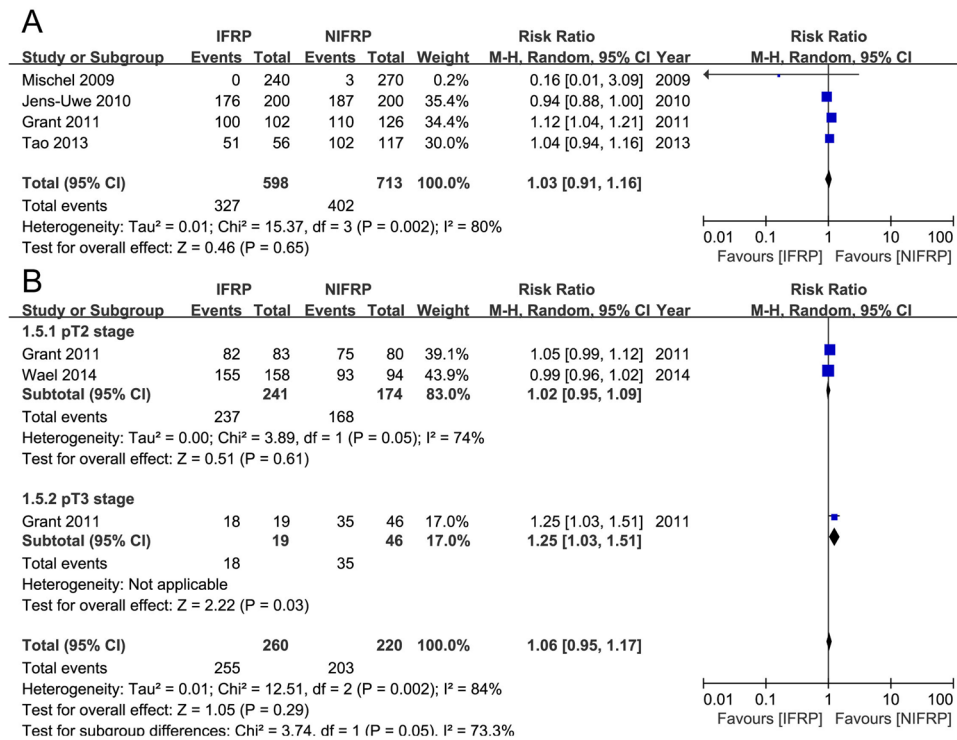 A
IFRP NIFRP Risk Ratio Risk Ratio
Study or Subgroup Events Total Events Total Weight M-H, Random, 95% CI Year M-H, Random, 95% CI
Mischel 2009 0 240 3 270 0.2% 0.16 [0.01, 3.09] 2009
Jens-Uwe 2010 176 200 187 200 35.4% 0.94 [0.88, 1.00] 2010
Grant 2011 100 102 110 126 34.4% 1.12 [1.04, 1.21] 2011
Tao 2013 51 56 102 117 30.0% 1.04 [0.94, 1.16] 2013
Total (95% CI) 598 713 100.0% 1.03 [0.91, 1.16]
Total events 327 402
Heterogeneity: Tau² = 0.01; Chi² = 15.37, df = 3 (P = 0.002); I² = 80%
Test for overall effect: Z = 0.46 (P = 0.65)
0.01 0.1 1 10 100
Favours [IFRP] Favours [NIFRP]
B
IFRP NIFRP Risk Ratio Risk Ratio
Study or Subgroup Events Total Events Total Weight M-H, Random, 95% CI Year M-H, Random, 95% CI
1.5.1 pT2 stage
Grant 2011 82 83 75 80 39.1% 1.05 [0.99, 1.12] 2011
Wael 2014 155 158 93 94 43.9% 0.99 [0.96, 1.02] 2014
Subtotal (95% CI) 241 174 83.0% 1.02 [0.95, 1.09]
Total events 237 168
Heterogeneity: Tau² = 0.00; Chi² = 3.89, df = 1 (P = 0.05); I² = 74%
Test for overall effect: Z = 0.51 (P = 0.61)
1.5.2 pT3 stage
Grant 2011 18 19 35 46 17.0% 1.25 [1.03, 1.51] 2011
Subtotal (95% CI) 19 46 17.0% 1.25 [1.03, 1.51]
Total events 18 35
Heterogeneity: Not applicable
Test for overall effect: Z = 2.22 (P = 0.03)
Total (95% CI) 260 220 100.0% 1.06 [0.95, 1.17]
Total events 255 203
Heterogeneity: Tau² = 0.01; Chi² = 12.51, df = 2 (P = 0.002); I² = 84%
Test for overall effect: Z = 1.05 (P = 0.29)
Test for subgroup differences: Chi² = 3.74, df = 1 (P = 0.05), I² = 73.3%
0.01 0.1 1 10 100
Favours [IFRP] Favours [NIFRP]